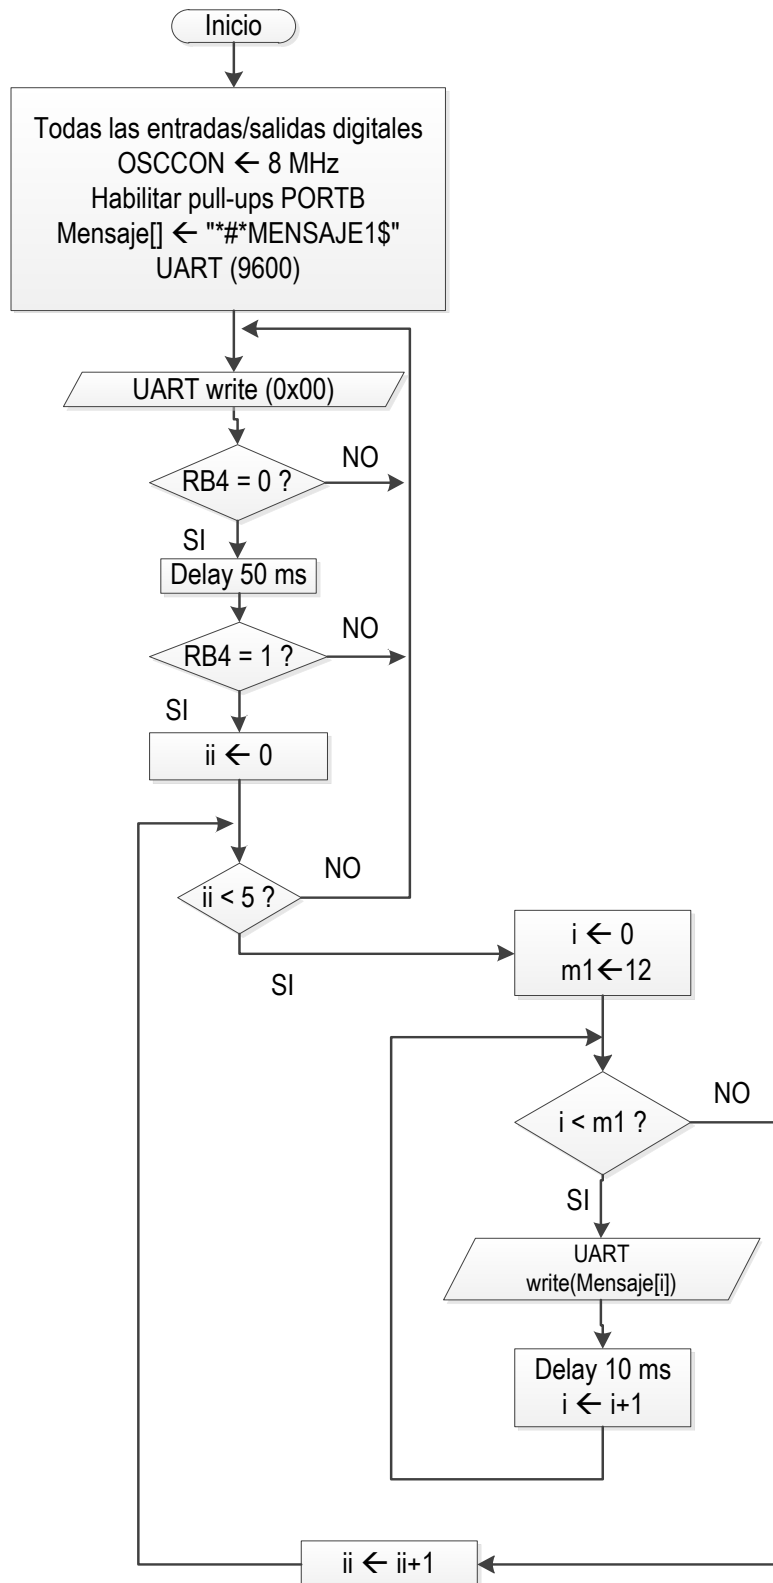 Inicio
Todas las entradas/salidas digitales
OSCCON ← 8 MHz
Habilitar pull-ups PORTB
Mensaje[] ← "*#*MENSAJE1$"
UART (9600)
UART write (0x00)
RB4 = 0 ?
NO
SI
Delay 50 ms
RB4 = 1 ?
NO
SI
ii ← 0
ii < 5 ?
NO
SI
i ← 0
m1←12
i < m1 ?
NO
SI
UART
write(Mensaje[i])
Delay 10 ms
i ← i+1
ii ← ii+1